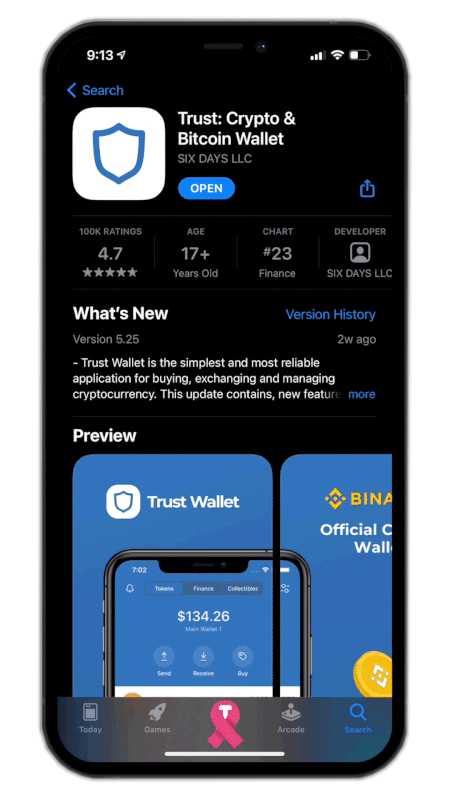 9:13
Search
Trust: Crypto &
Bitcoin Wallet
SIX DAYS LLC
OPEN
100K RATINGS
4.7
AGE
17+
Years Old
CHART
#23
Finance
DEVELOPER
SIX DAYS LLC
What's New
Version History
Version 5.25
2w ago
- Trust Wallet is the simplest and most reliable
application for buying, exchanging and managing
cryptocurrency. This update contains, new feature more
Preview
Trust Wallet
7:02
Tokens Finance Collectibles
$134.26
Main Wallet 1
Send Receive Buy
BINA
Official C
Walle
Today
Games
T
Arcade
Search